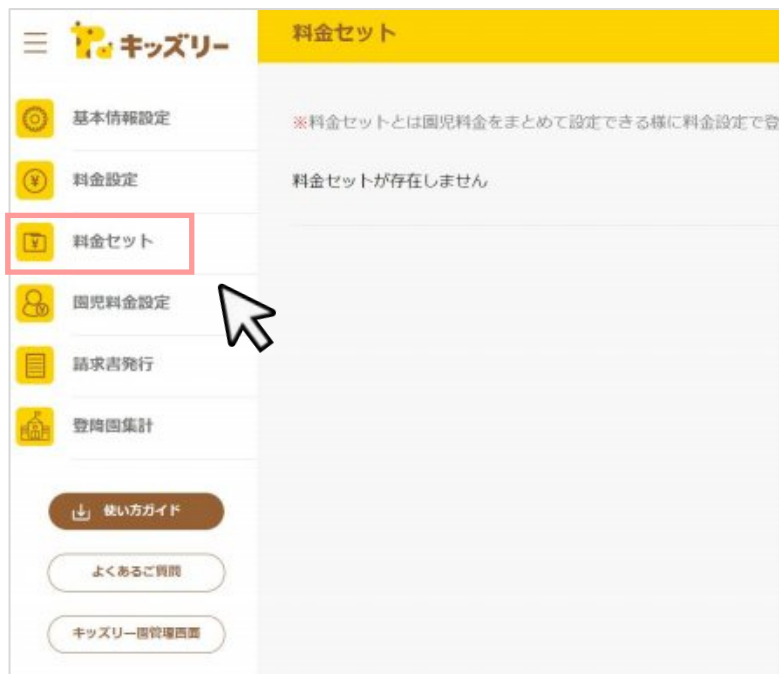 キッズリー
料金セット
基本情報設定
料金設定
料金セット
園児料金設定
請求書発行
登降園集計
使い方ガイド
よくあるご質問
キッズリー園管理画面
※料金セットとは園児料金をまとめて設定できる様に料金設定で登
料金セットが存在しません